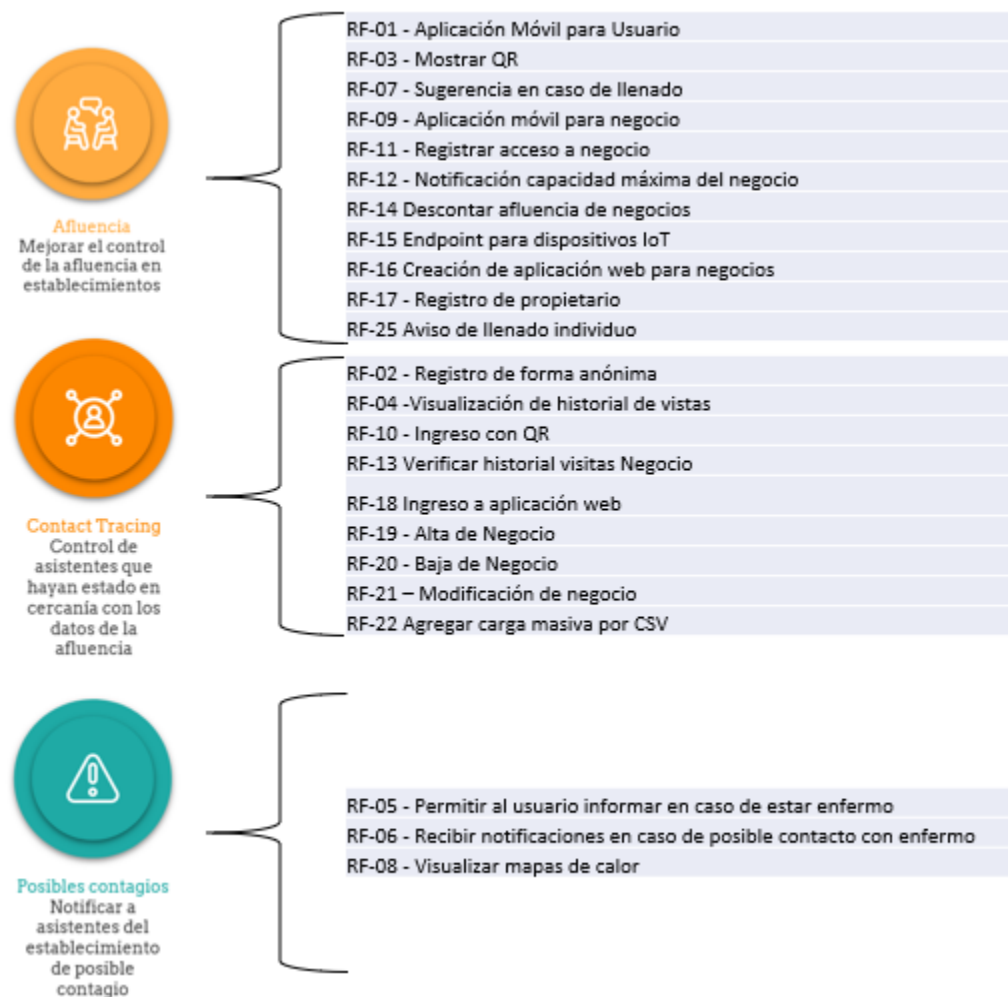 Afluencia
Mejorar el control
de la afluencia en
establecimientos
RF-01 - Aplicación Móvil para Usuario
RF-03 - Mostrar QR
RF-07 - Sugerencia en caso de llenado
RF-09 - Aplicación móvil para negocio
RF-11 - Registrar acceso a negocio
RF-12 - Notificación capacidad máxima del negocio
RF-14 Descontar afluencia de negocios
RF-15 Endpoint para dispositivos IoT
RF-16 Creación de aplicación web para negocios
RF-17 - Registro de propietario
RF-25 Aviso de llenado individuo
Contact Tracing
Control de
asistentes que
hayan estado en
cercanía con los
datos de la
afluencia
RF-02 - Registro de forma anónima
RF-04 -Visualización de historial de vistas
RF-10 - Ingreso con QR
RF-13 Verificar historial visitas Negocio
RF-18 Ingreso a aplicación web
RF-19 - Alta de Negocio
RF-20 - Baja de Negocio
RF-21 – Modificación de negocio
RF-22 Agregar carga masiva por CSV
Posibles contagios
Notificar a
asistentes del
establecimiento
de posible
contagio
RF-05 - Permitir al usuario informar en caso de estar enfermo
RF-06 - Recibir notificaciones en caso de posible contacto con enfermo
RF-08 - Visualizar mapas de calor